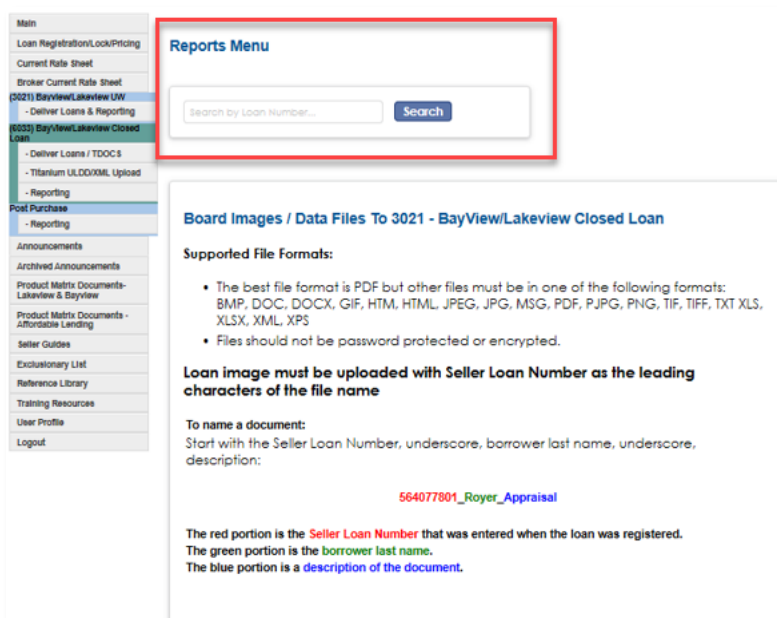 Main
Loan Registration/Lock/Pricing
Current Rate Sheet
Broker Current Rate Sheet
(3021) Bayview/Lakeview UW
- Deliver Loans & Reporting
(6033) BayView/Lakeview Closed
Loan
- Deliver Loans / TDOCS
- Titanium ULDD/XML Upload
- Reporting
Post Purchase
- Reporting
Announcements
Archived Announcements
Product Matrix Documents-
Lakeview & Bayview
Product Matrix Documents -
Affordable Lending
Seller Guides
Exclusionary List
Reference Library
Training Resources
User Profile
Logout
Reports Menu
Search by Loan Number...
Search
Board Images / Data Files To 3021 - BayView/Lakeview Closed Loan
Supported File Formats:
• The best file format is PDF but other files must be in one of the following formats:
BMP, DOC, DOCX, GIF, HTM, HTML, JPEG, JPG, MSG, PDF, PJPG, PNG, TIF, TIFF, TXT XLS,
XLSX, XML, XPS
• Files should not be password protected or encrypted.
Loan image must be uploaded with Seller Loan Number as the leading
characters of the file name
To name a document:
Start with the Seller Loan Number, underscore, borrower last name, underscore,
description:
564077801_Royer_Appraisal
The red portion is the Seller Loan Number that was entered when the loan was registered.
The green portion is the borrower last name.
The blue portion is a description of the document.